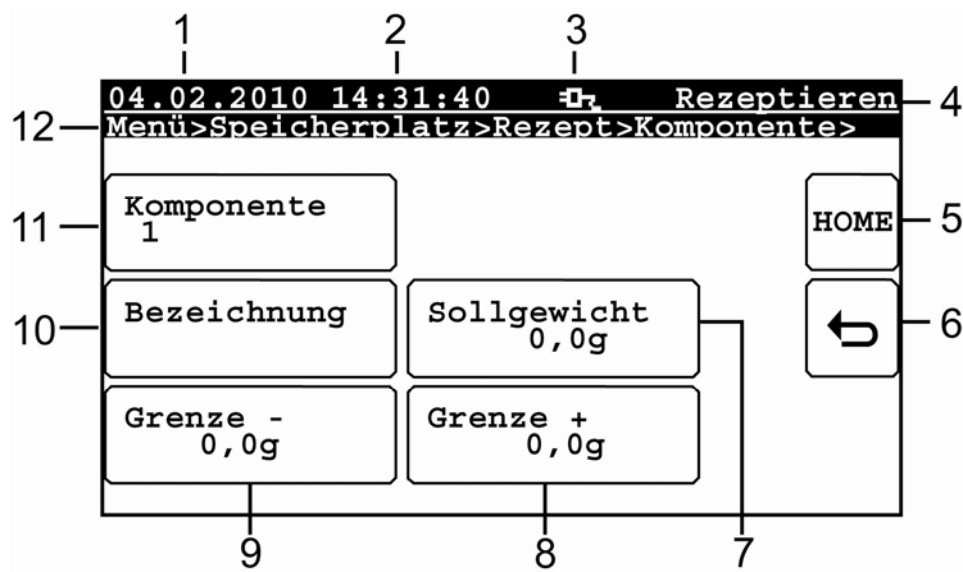 1 2 3
04.02.2010 14:31:40 Rezeptieren 4
12 Menü>Speicherplatz>Rezept>Komponente>
Komponente
11 1 HOME 5
10 Bezeichnung Sollgewicht 6
0,0g
Grenze - Grenze +
0,0g 0,0g
9 8 7